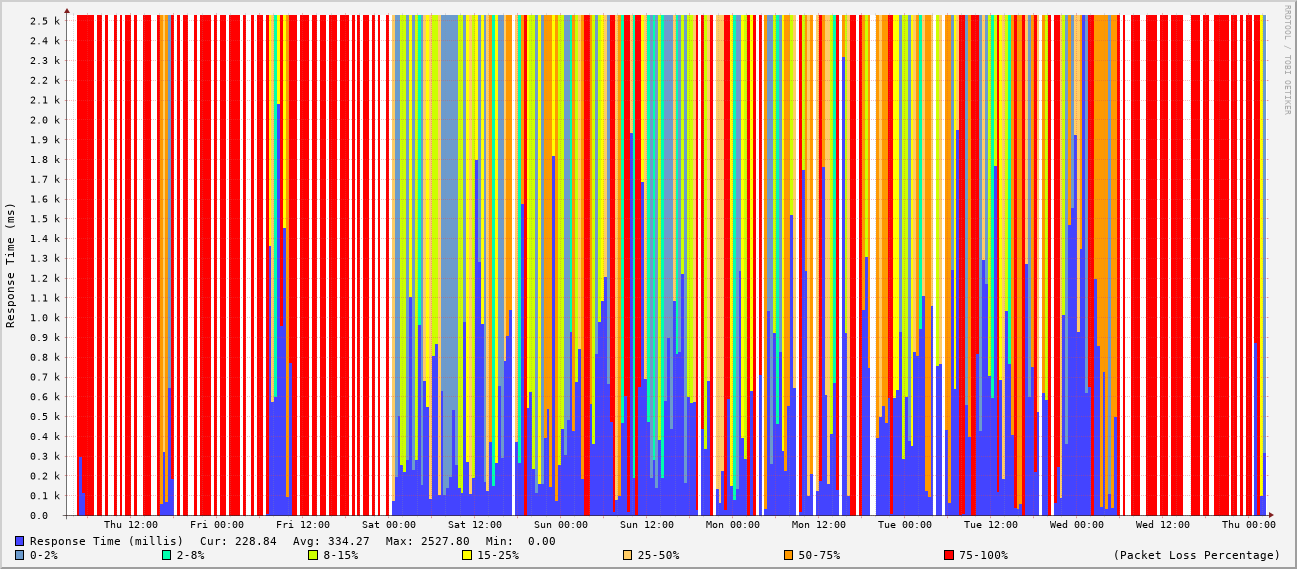 RRDTOOL / TOBI OETIKER
Response Time (ms)
2.5 k
2.4 k
2.3 k
2.2 k
2.1 k
2.0 k
1.9 k
1.8 k
1.7 k
1.6 k
1.5 k
1.4 k
1.3 k
1.2 k
1.1 k
1.0 k
0.9 k
0.8 k
0.7 k
0.6 k
0.5 k
0.4 k
0.3 k
0.2 k
0.1 k
0.0
Thu 12:00 Fri 00:00 Fri 12:00 Sat 00:00 Sat 12:00 Sun 00:00 Sun 12:00 Mon 00:00 Mon 12:00 Tue 00:00 Tue 12:00 Wed 00:00 Wed 12:00 Thu 00:00
Response Time (millis) Cur: 228.84 Avg: 334.27 Max: 2527.80 Min: 0.00
0-2% 2-8% 8-15% 15-25% 25-50% 50-75% 75-100% (Packet Loss Percentage)